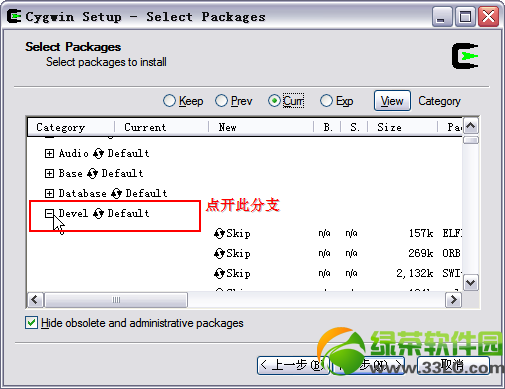 Cygwin Setup - Select Packages
Select Packages
Select packages to install
Keep Prev Curr Exp View Category
Category Current New B. S. Size Pac
Audio Default
Base Default
Database Default
Devel Default 点开此分支
Skip n/a n/a 157k ELF
Skip n/a n/a 269k ORB
Skip n/a n/a 2,132k SWI
Hide obsolete and administrative packages
绿茶软件园
< 上一步(B) 步(N) > 取消
www.33LC.com